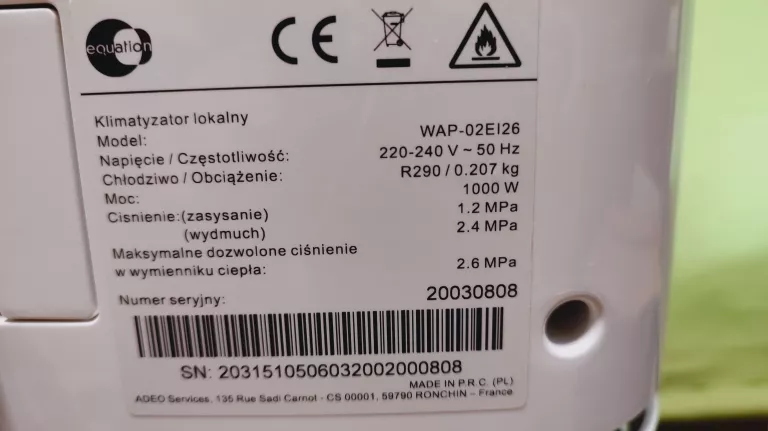 equation
Klimatyzator lokalny
Model: WAP-02EI26
Napięcie / Częstotliwość: 220-240 V ~ 50 Hz
Chłodziwo / Obciążenie: R290 / 0.207 kg
Moc: 1000 W
Cisnienie:(zasysanie) 1.2 MPa
(wydmuch) 2.4 MPa
Maksymalne dozwolone ciśnienie
w wymienniku ciepła: 2.6 MPa
Numer seryjny: 20030808
SN: 2031510506032002000808
MADE IN P.R.C. (PL)
ADEO Services, 135 Rue Sadi Carnot - CS 00001, 59790 RONCHIN – France